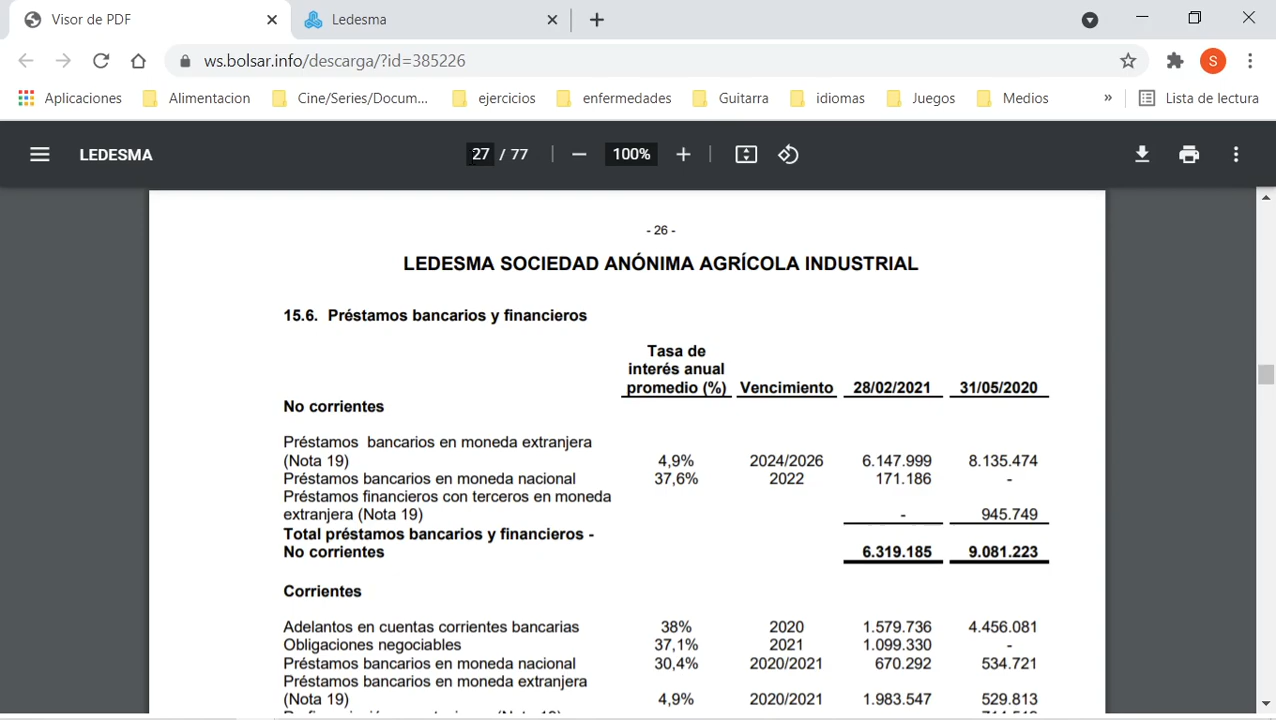 Visor de PDF
Ledesma
ws.bolsar.info/descarga/?id=385226
S
Aplicaciones Alimentacion Cine/Series/Docum... ejercicios enfermedades Guitarra idiomas Juegos Medios » Lista de lectura
LEDESMA 27 / 77 100%
- 26 -
LEDESMA SOCIEDAD ANÓNIMA AGRÍCOLA INDUSTRIAL
15.6. Préstamos bancarios y financieros
Tasa de
interés anual
promedio (%) Vencimiento 28/02/2021 31/05/2020
No corrientes
Préstamos bancarios en moneda extranjera
(Nota 19) 4,9% 2024/2026 6.147.999 8.135.474
Préstamos bancarios en moneda nacional 37,6% 2022 171.186 -
Préstamos financieros con terceros en moneda
extranjera (Nota 19) - 945.749
Total préstamos bancarios y financieros -
No corrientes 6.319.185 9.081.223
Corrientes
Adelantos en cuentas corrientes bancarias 38% 2020 1.579.736 4.456.081
Obligaciones negociables 37,1% 2021 1.099.330 -
Préstamos bancarios en moneda nacional 30,4% 2020/2021 670.292 534.721
Préstamos bancarios en moneda extranjera
(Nota 19) 4,9% 2020/2021 1.983.547 529.813